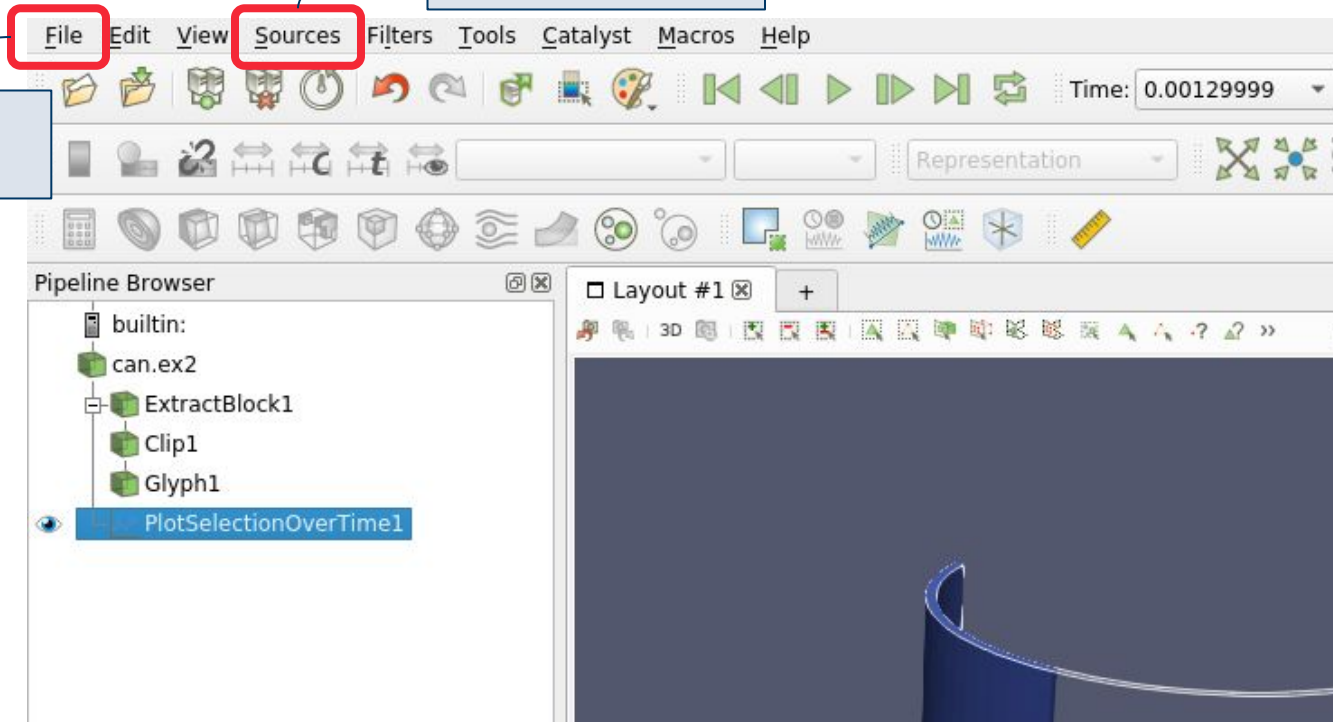 File Edit View Sources Filters Tools Catalyst Macros Help
Time: 0.00129999
C t Representation
Pipeline Browser
Layout #1 +
builtin:
3D ? ? »
can.ex2
ExtractBlock1
Clip1
Glyph1
PlotSelectionOverTime1